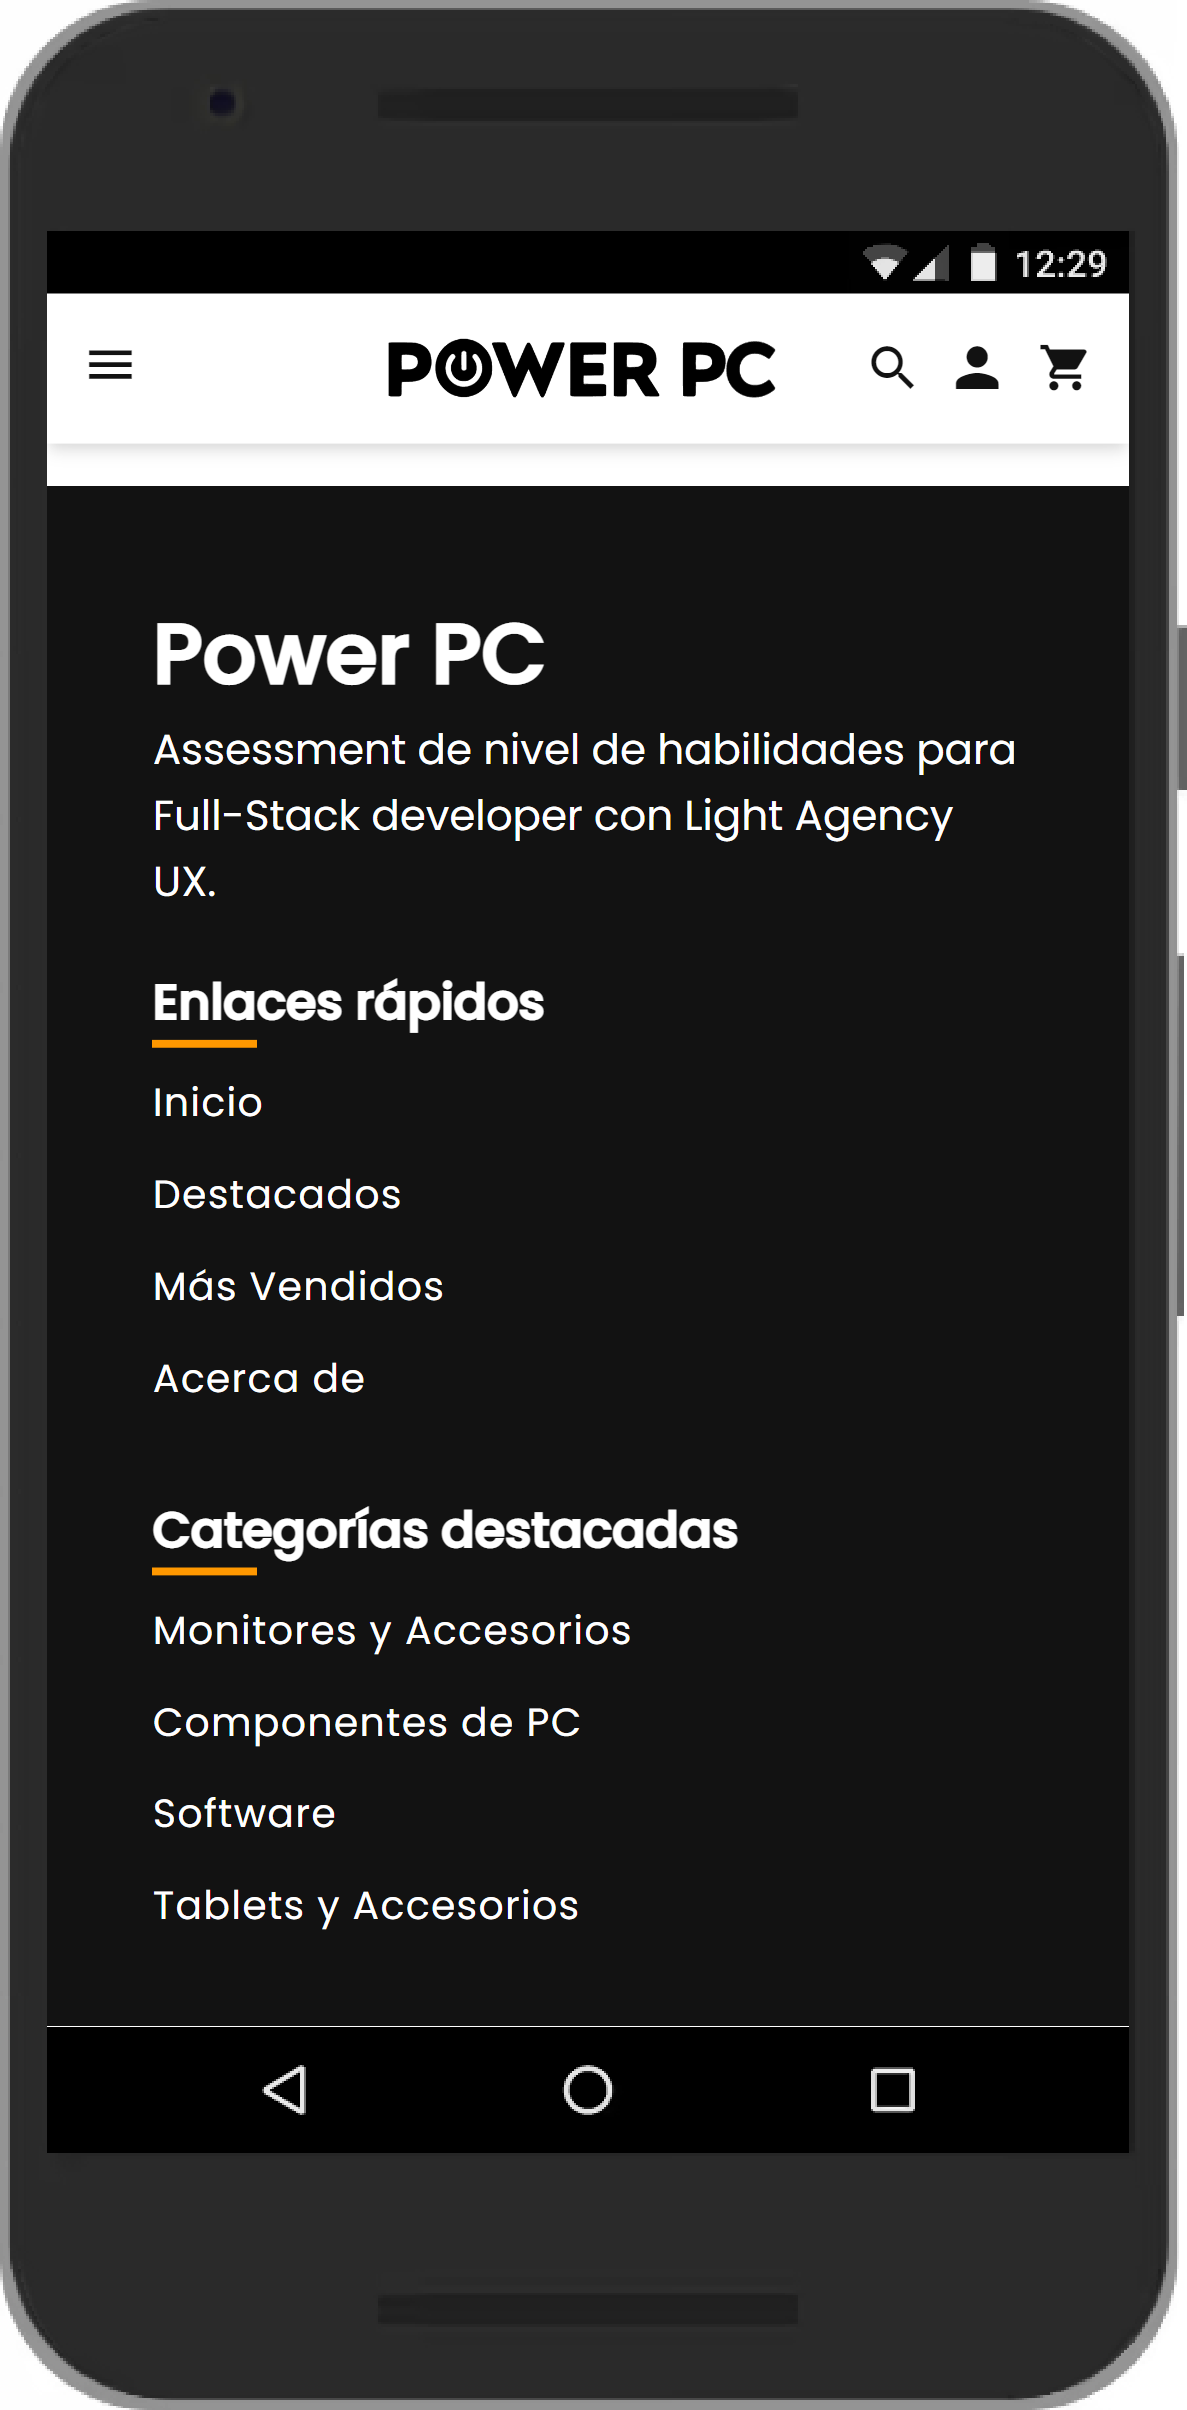 12:29
POWER PC
Power PC
Assessment de nivel de habilidades para
Full-Stack developer con Light Agency
UX.
Enlaces rápidos
Inicio
Destacados
Más Vendidos
Acerca de
Categorías destacadas
Monitores y Accesorios
Componentes de PC
Software
Tablets y Accesorios